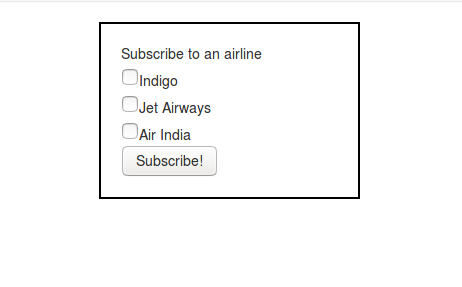 Subscribe to an airline
Indigo
Jet Airways
Air India
Subscribe!